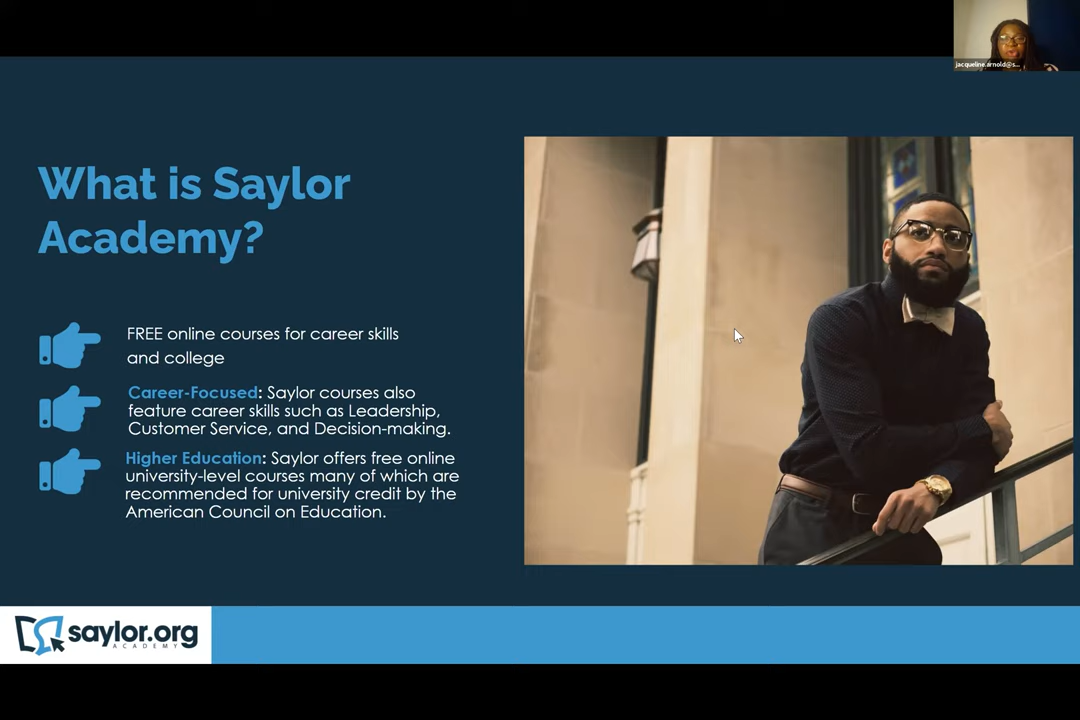 jacqueline.arnold@s...
What is Saylor
Academy?
FREE online courses for career skills
and college
Career-Focused: Saylor courses also
feature career skills such as Leadership,
Customer Service, and Decision-making.
Higher Education: Saylor offers free online
university-level courses many of which are
recommended for university credit by the
American Council on Education.
saylor.org
ACADEMY